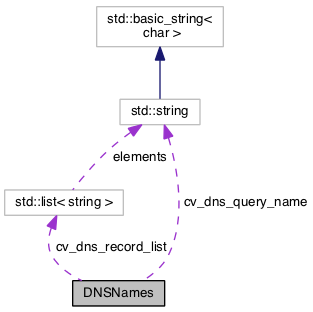 std::basic_string<
char >
std::string
elements
std::list< string >
cv_dns_query_name
cv_dns_record_list
DNSNames